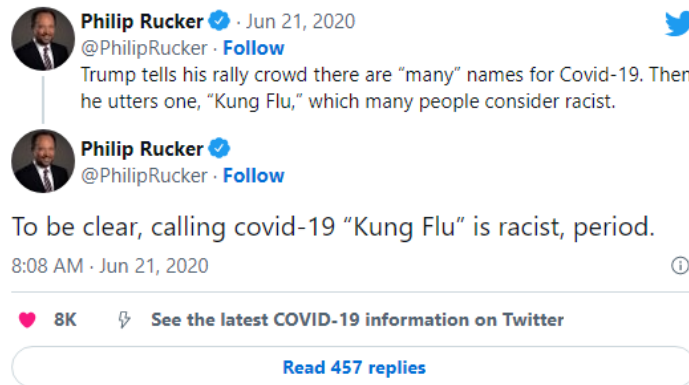 Philip Rucker · Jun 21, 2020
@PhilipRucker · Follow
Trump tells his rally crowd there are “many” names for Covid-19. Then
he utters one, “Kung Flu,” which many people consider racist.
Philip Rucker
@PhilipRucker · Follow
To be clear, calling covid-19 “Kung Flu” is racist, period.
8:08 AM · Jun 21, 2020
8K See the latest COVID-19 information on Twitter
Read 457 replies